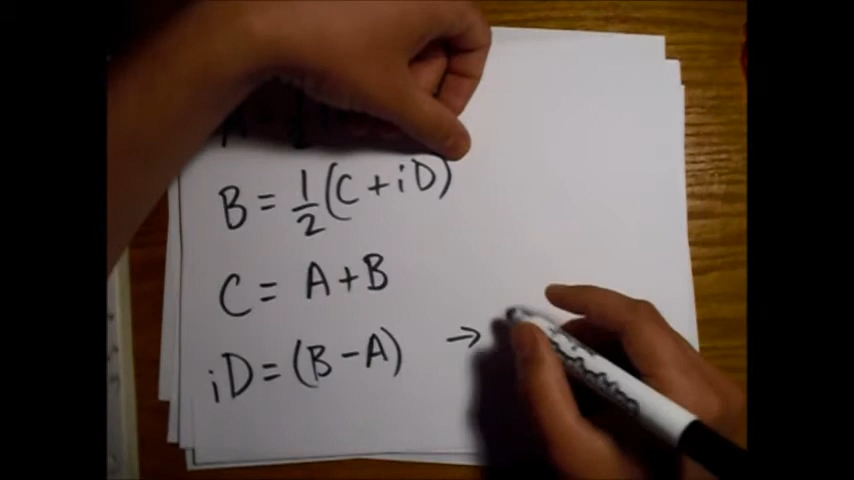 B = 1/2 (C + iD)
C = A + B
iD = (B - A) →